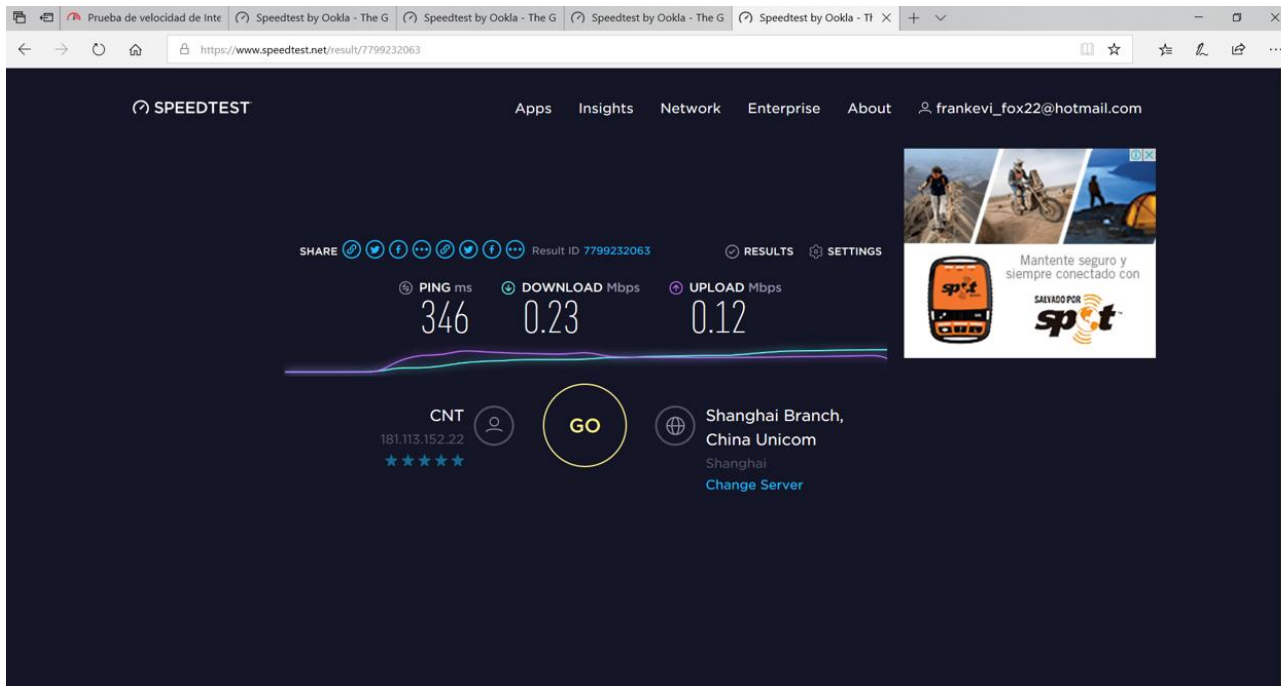 Prueba de velocidad de Inte
Speedtest by Ookla - The G
Speedtest by Ookla - The G
Speedtest by Ookla - The G
Speedtest by Ookla - Th
https://www.speedtest.net/result/7799232063
SPEEDTEST
Apps Insights Network Enterprise About frankevi_fox22@hotmail.com
SHARE Result ID 7799232063 RESULTS SETTINGS
PING ms DOWNLOAD Mbps UPLOAD Mbps
346 0.23 0.12
CNT
181.113.152.22
GO
Shanghai Branch,
China Unicom
Shanghai
Change Server
Mantente seguro y
siempre conectado con
spot
SALVADO POR
spot